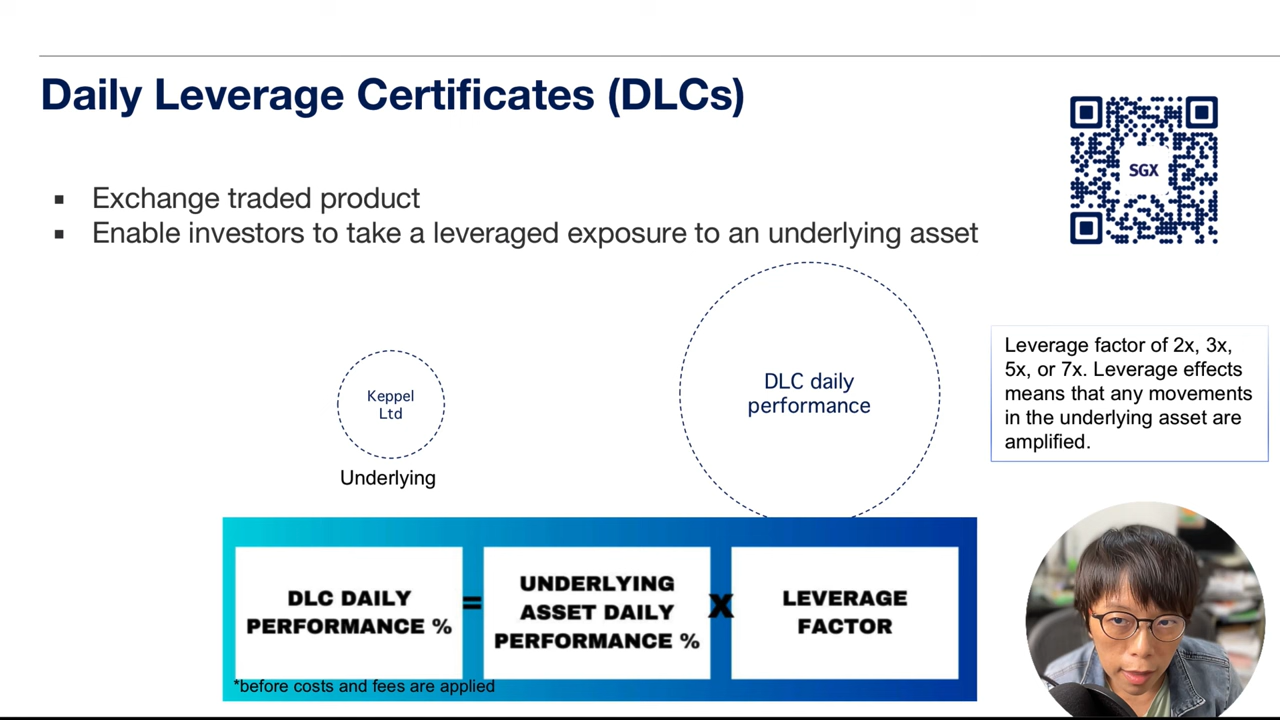 Daily Leverage Certificates (DLCs)
SGX
▪ Exchange traded product
▪ Enable investors to take a leveraged exposure to an underlying asset
Keppel
Ltd
Underlying
DLC daily
performance
Leverage factor of 2x, 3x,
5x, or 7x. Leverage effects
means that any movements
in the underlying asset are
amplified.
DLC DAILY
PERFORMANCE %
=
UNDERLYING
ASSET DAILY
PERFORMANCE %
X
LEVERAGE
FACTOR
*before costs and fees are applied